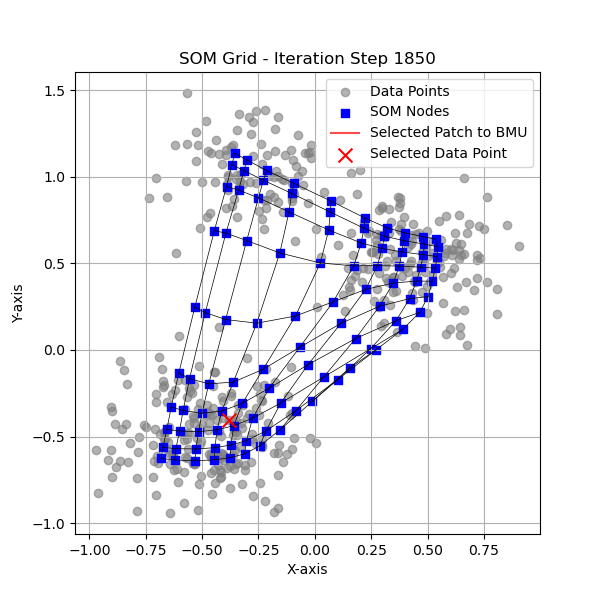 SOM Grid - Iteration Step 1850
Data Points
SOM Nodes
Selected Patch to BMU
Selected Data Point
Y-axis
1.5
1.0
0.5
0.0
−0.5
−1.0
−1.00 −0.75 −0.50 −0.25 0.00 0.25 0.50 0.75
X-axis